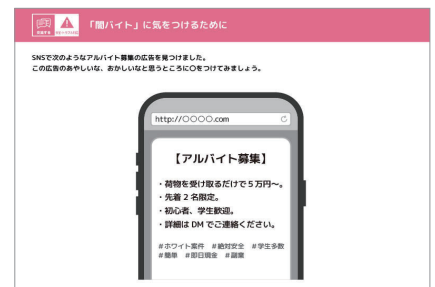 「闇バイト」に気をつけるために
SNSで次のようなアルバイト募集の広告を見つけました。
この広告のあやしいな、おかしいなと思うところに○をつけてみましょう。
http://○○○○.com
【アルバイト募集】
・荷物を受け取るだけで5万円〜。
・先着2名限定。
・初心者、学生歓迎。
・詳細はDMでご連絡ください。
#ホワイト案件 #絶対安全 #学生多数
#簡単 #即日現金 #副業